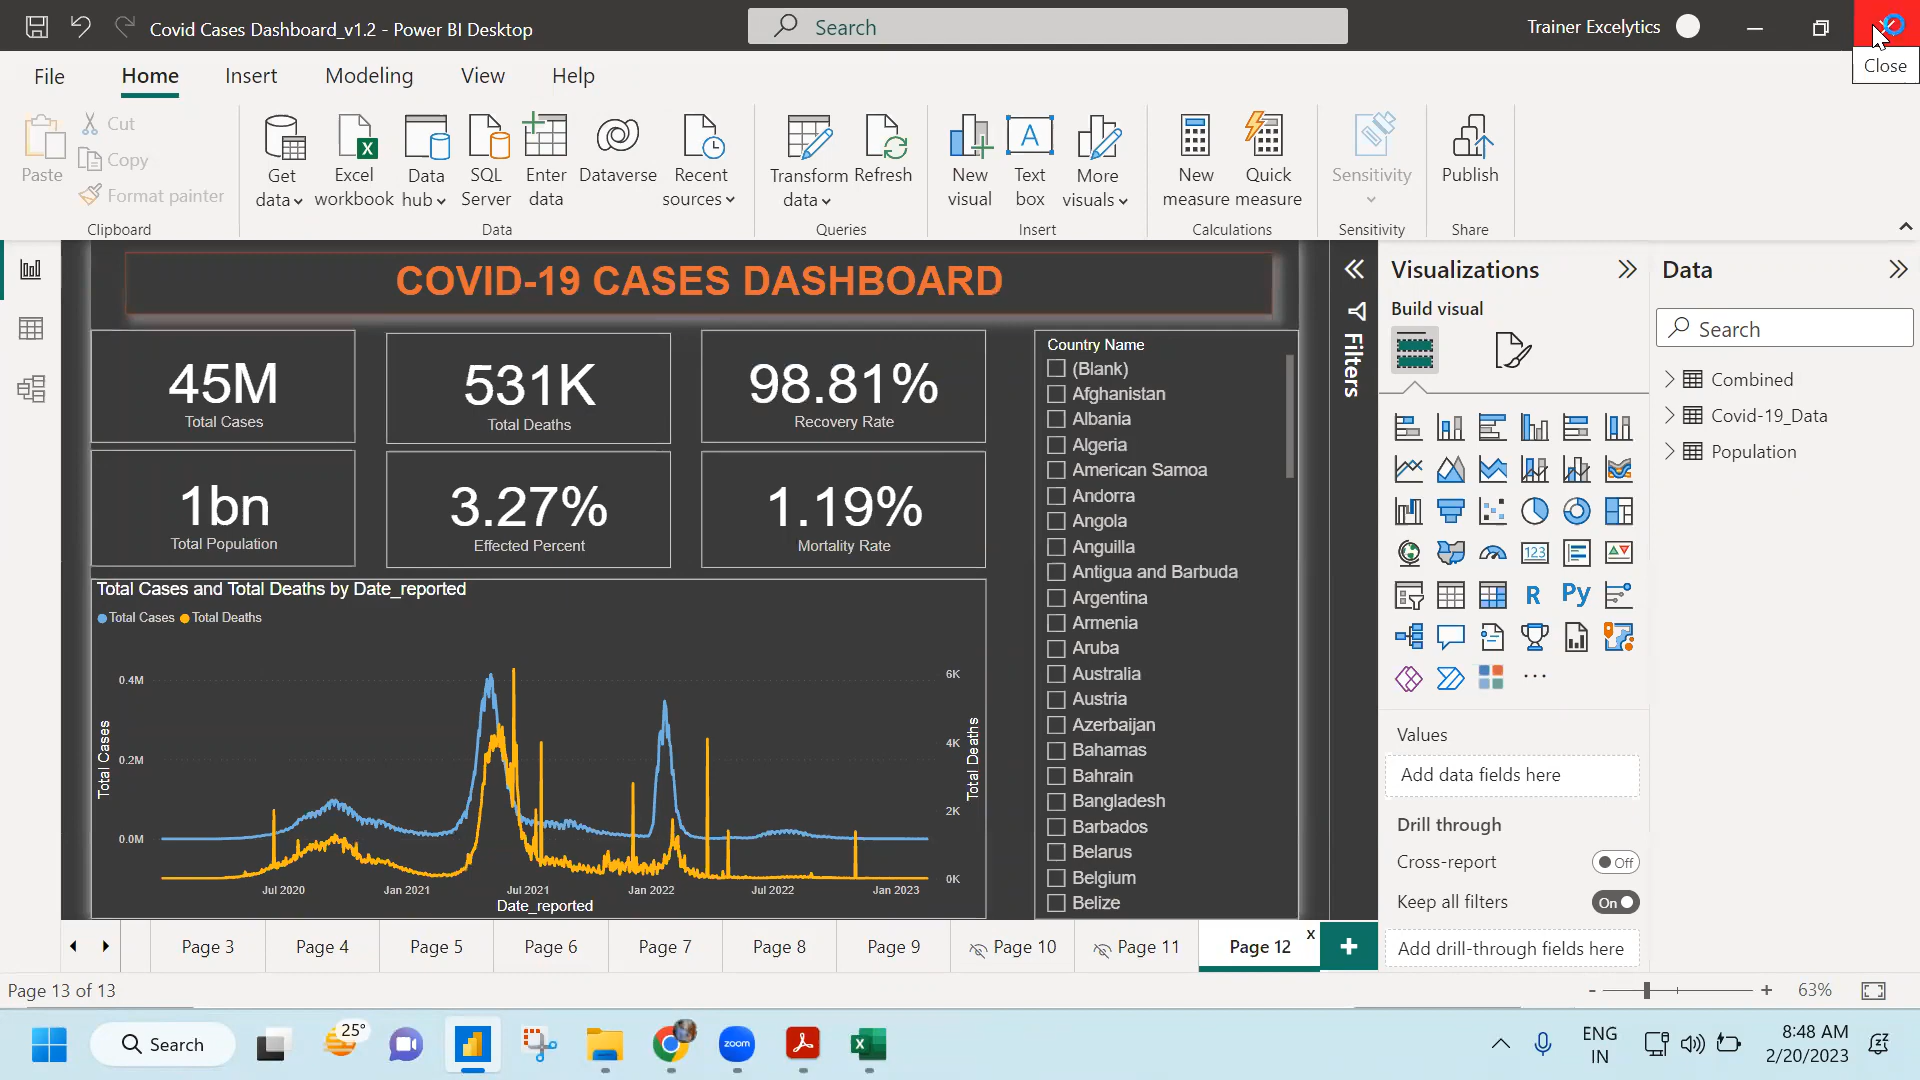 Covid Cases Dashboard_v1.2 - Power BI Desktop
Search
Trainer Excelytics
Close
File
Home
Insert
Modeling
View
Help
Paste
Cut
Copy
Format painter
Clipboard
Get data
Excel workbook
Data hub
SQL Server
Enter data
Dataverse
Recent sources
Data
Transform data
Refresh
Queries
New visual
Text box
More visuals
Insert
New measure
Quick measure
Calculations
Sensitivity
Sensitivity
Publish
Share
COVID-19 CASES DASHBOARD
45M
Total Cases
531K
Total Deaths
98.81%
Recovery Rate
1bn
Total Population
3.27%
Effected Percent
1.19%
Mortality Rate
Total Cases and Total Deaths by Date_reported
Total Cases
Total Deaths
0.4M
0.2M
0.0M
Total Cases
6K
4K
2K
0K
Total Deaths
Jul 2020
Jan 2021
Jul 2021
Jan 2022
Jul 2022
Jan 2023
Date_reported
Country Name
(Blank)
Afghanistan
Albania
Algeria
American Samoa
Andorra
Angola
Anguilla
Antigua and Barbuda
Argentina
Armenia
Aruba
Australia
Austria
Azerbaijan
Bahamas
Bahrain
Bangladesh
Barbados
Belarus
Belgium
Belize
Filters
Visualizations
Build visual
123
R
Py
Values
Add data fields here
Drill through
Cross-report
Off
Keep all filters
On
Add drill-through fields here
Data
Search
Combined
Covid-19_Data
Population
Page 3
Page 4
Page 5
Page 6
Page 7
Page 8
Page 9
Page 10
Page 11
Page 12
Page 13 of 13
63%
Search
25°
zoom
ENG
IN
8:48 AM
2/20/2023